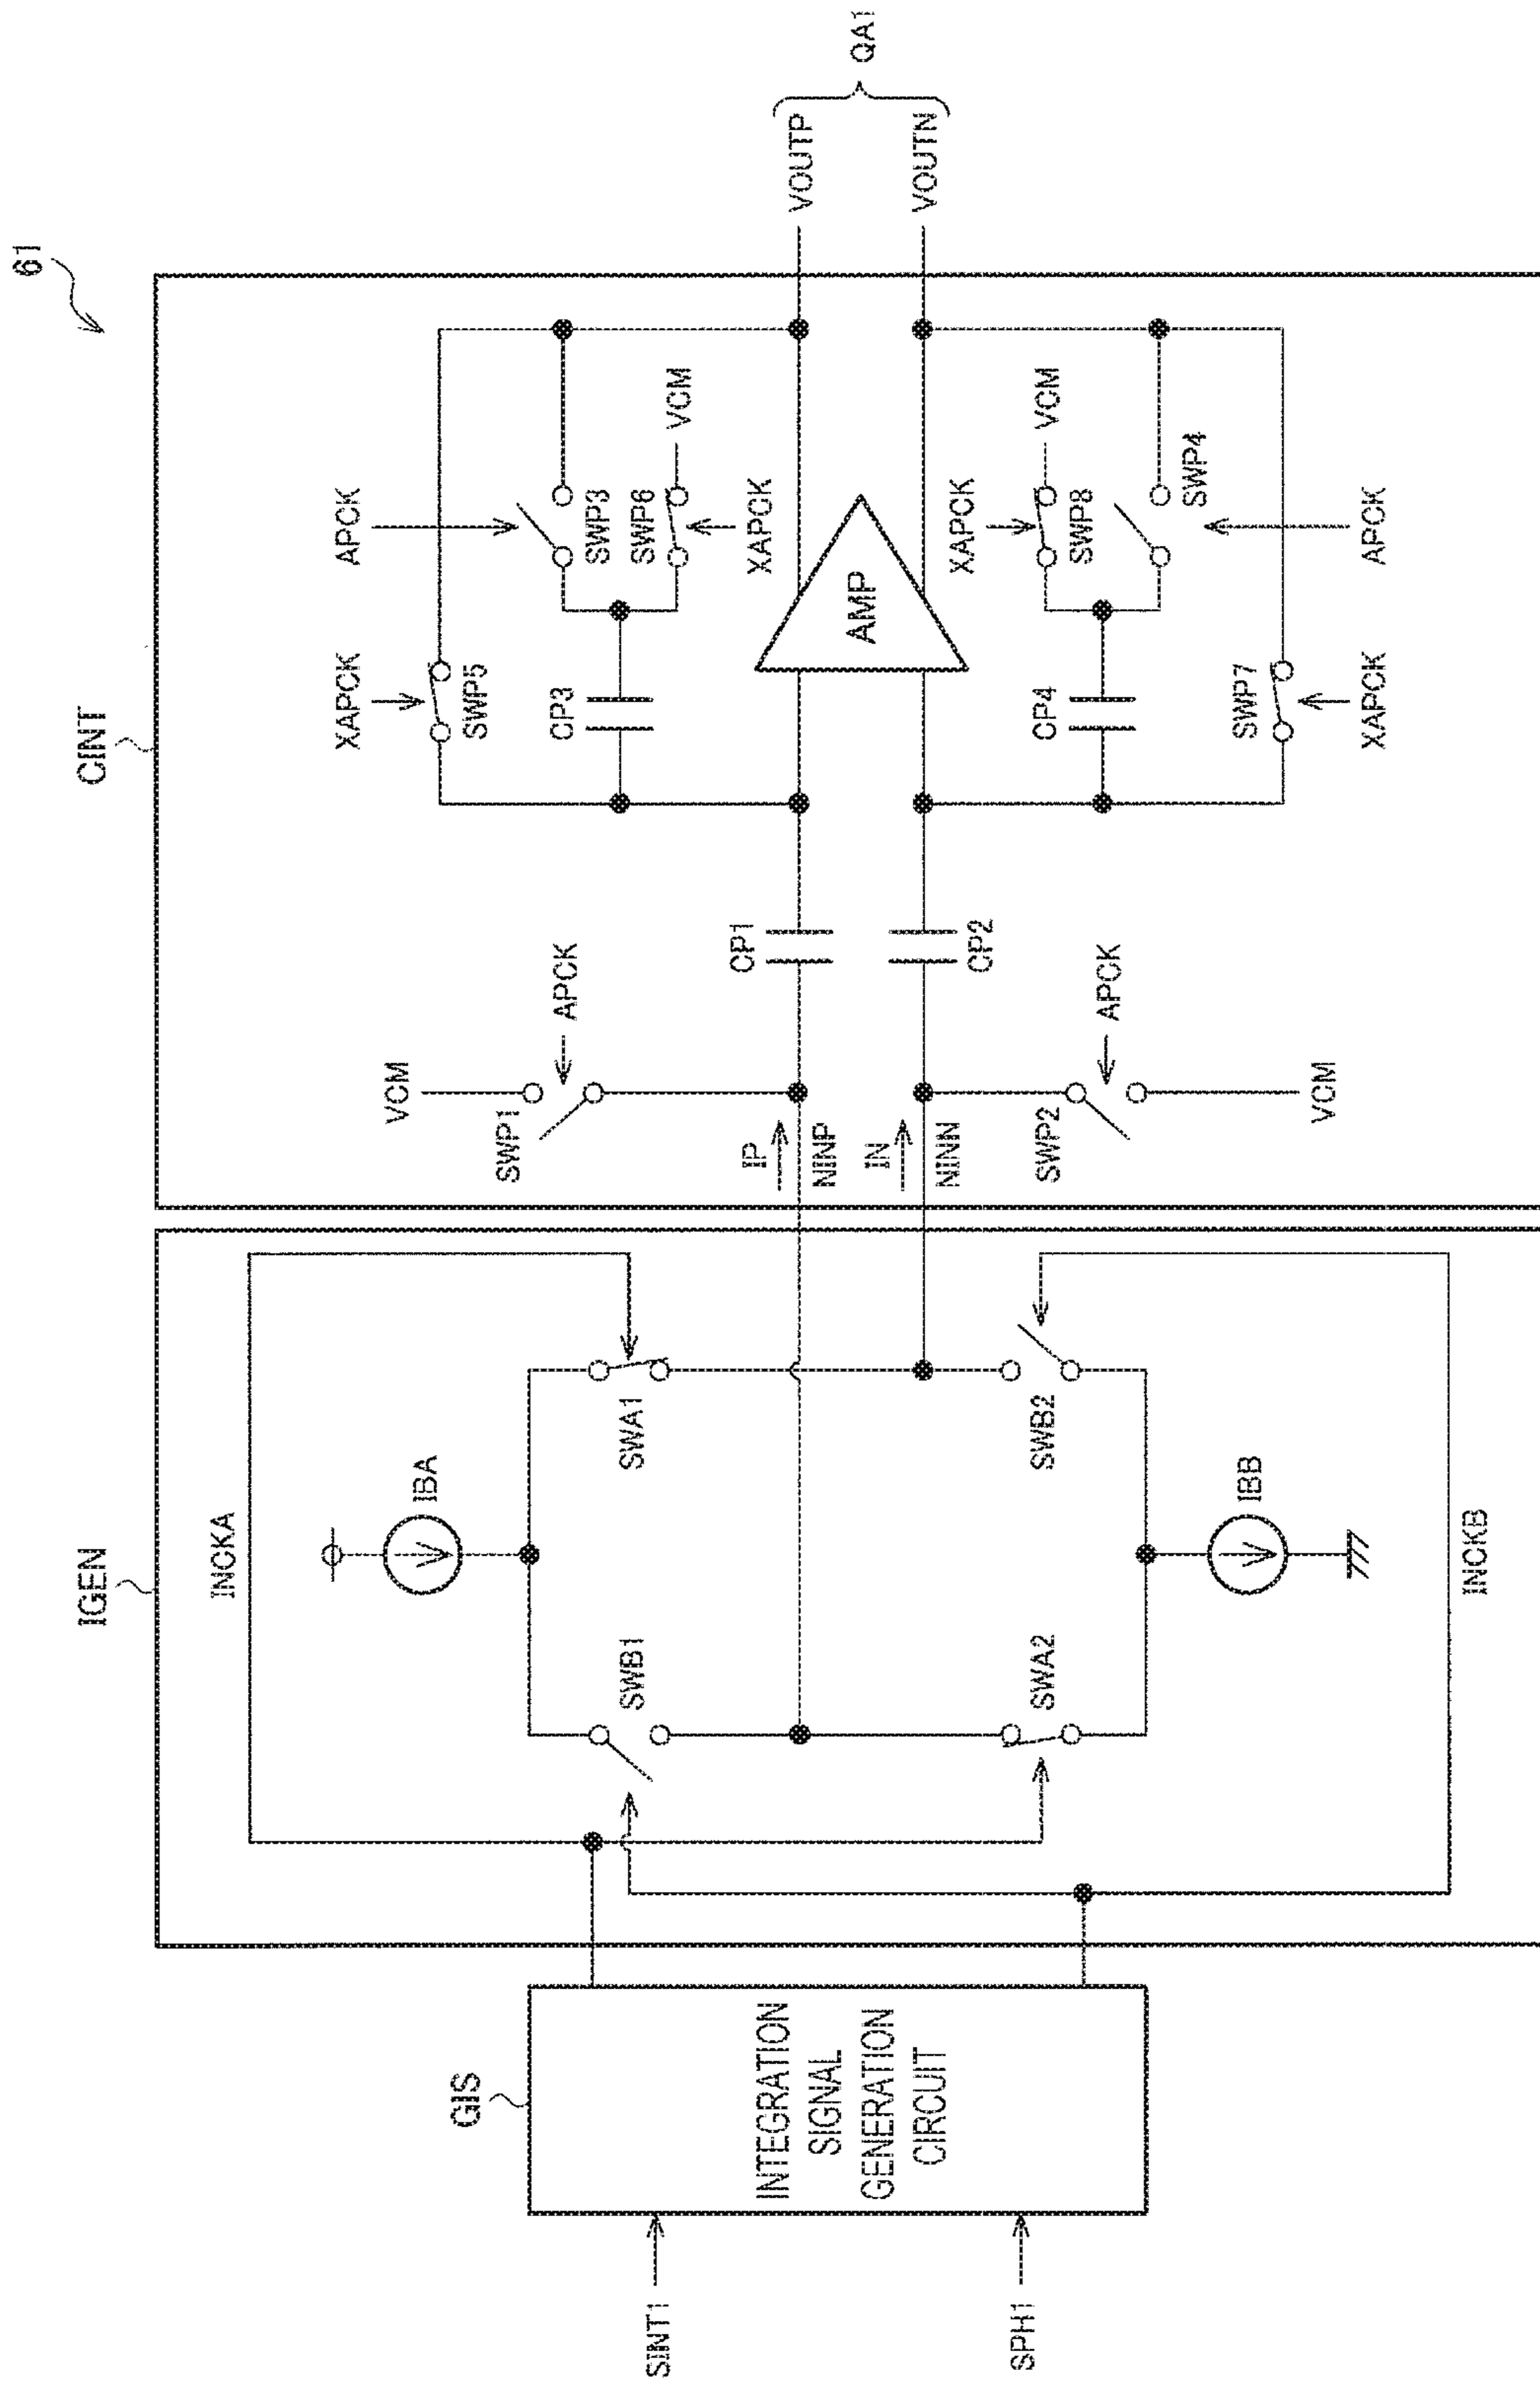 61
SINT1
SPH1
GIS
INTEGRATION
SIGNAL
GENERATION
CIRCUIT
IGEN
INCKA
IBA
SWB1
SWA1
SWA2
SWB2
IBB
INCKB
CINT
VCM
SWP1
APCK
IP
NINP
IN
NINN
SWP2
APCK
VCM
CP1
CP2
XAPCK
SWP5
CP3
APCK
SWP3
SWP6
VCM
XAPCK
AMP
XAPCK
VCM
SWP8
CP4
SWP4
SWP7
XAPCK
APCK
VOUTP
VOUTN
QA1